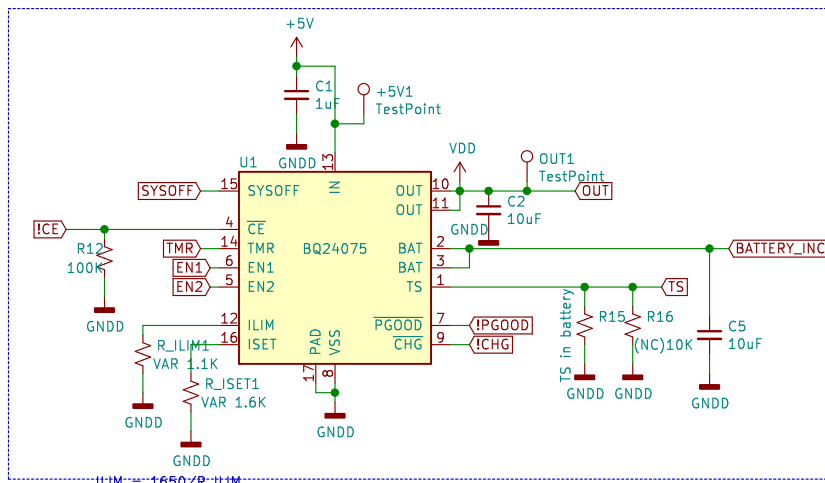 +5V
C1
1uF
+5V1
TestPoint
GNDD
13
U1
VDD
OUT1
TestPoint
SYSOFF
15
SYSOFF
IN
OUT
10
OUT
OUT
11
C2
10uF
GNDD
!CE
4
CE
R12
100K
TMR
14
TMR
BQ24075
BAT
2
BATTERY_INC
EN1
6
EN1
BAT
3
EN2
5
EN2
TS
1
TS
GNDD
12
ILIM
PGOOD
7
!PGOOD
16
ISET
CHG
9
!CHG
PAD
VSS
17
8
R_ILIM1
VAR 1.1K
R_ISET1
VAR 1.6K
GNDD
GNDD
GNDD
TS in battery
R15
R16
(NC)10K
GNDD
GNDD
C5
10uF
GNDD
ILIM = 1650/R_ILIM